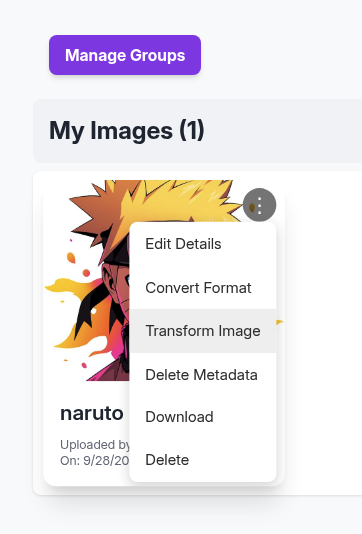 Manage Groups
My Images (1)
Edit Details
Convert Format
Transform Image
Delete Metadata
naruto
Download
Uploaded by
On: 9/28/20
Delete